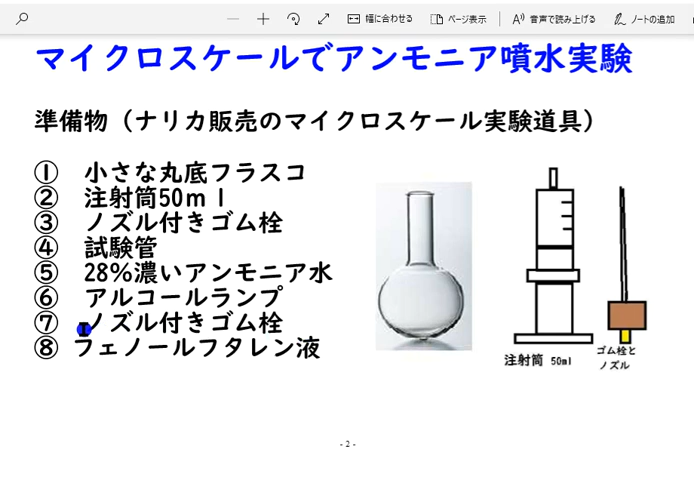 幅に合わせる
ページ表示
音声で読み上げる
ノートの追加
マイクロスケールでアンモニア噴水実験
準備物（ナリカ販売のマイクロスケール実験道具）
① 小さな丸底フラスコ
② 注射筒50ｍｌ
③ ノズル付きゴム栓
④ 試験管
⑤ 28％濃いアンモニア水
⑥ アルコールランプ
⑦ ノズル付きゴム栓
⑧ フェノールフタレン液
注射筒 50ml
ゴム栓と
ノズル
- 2 -